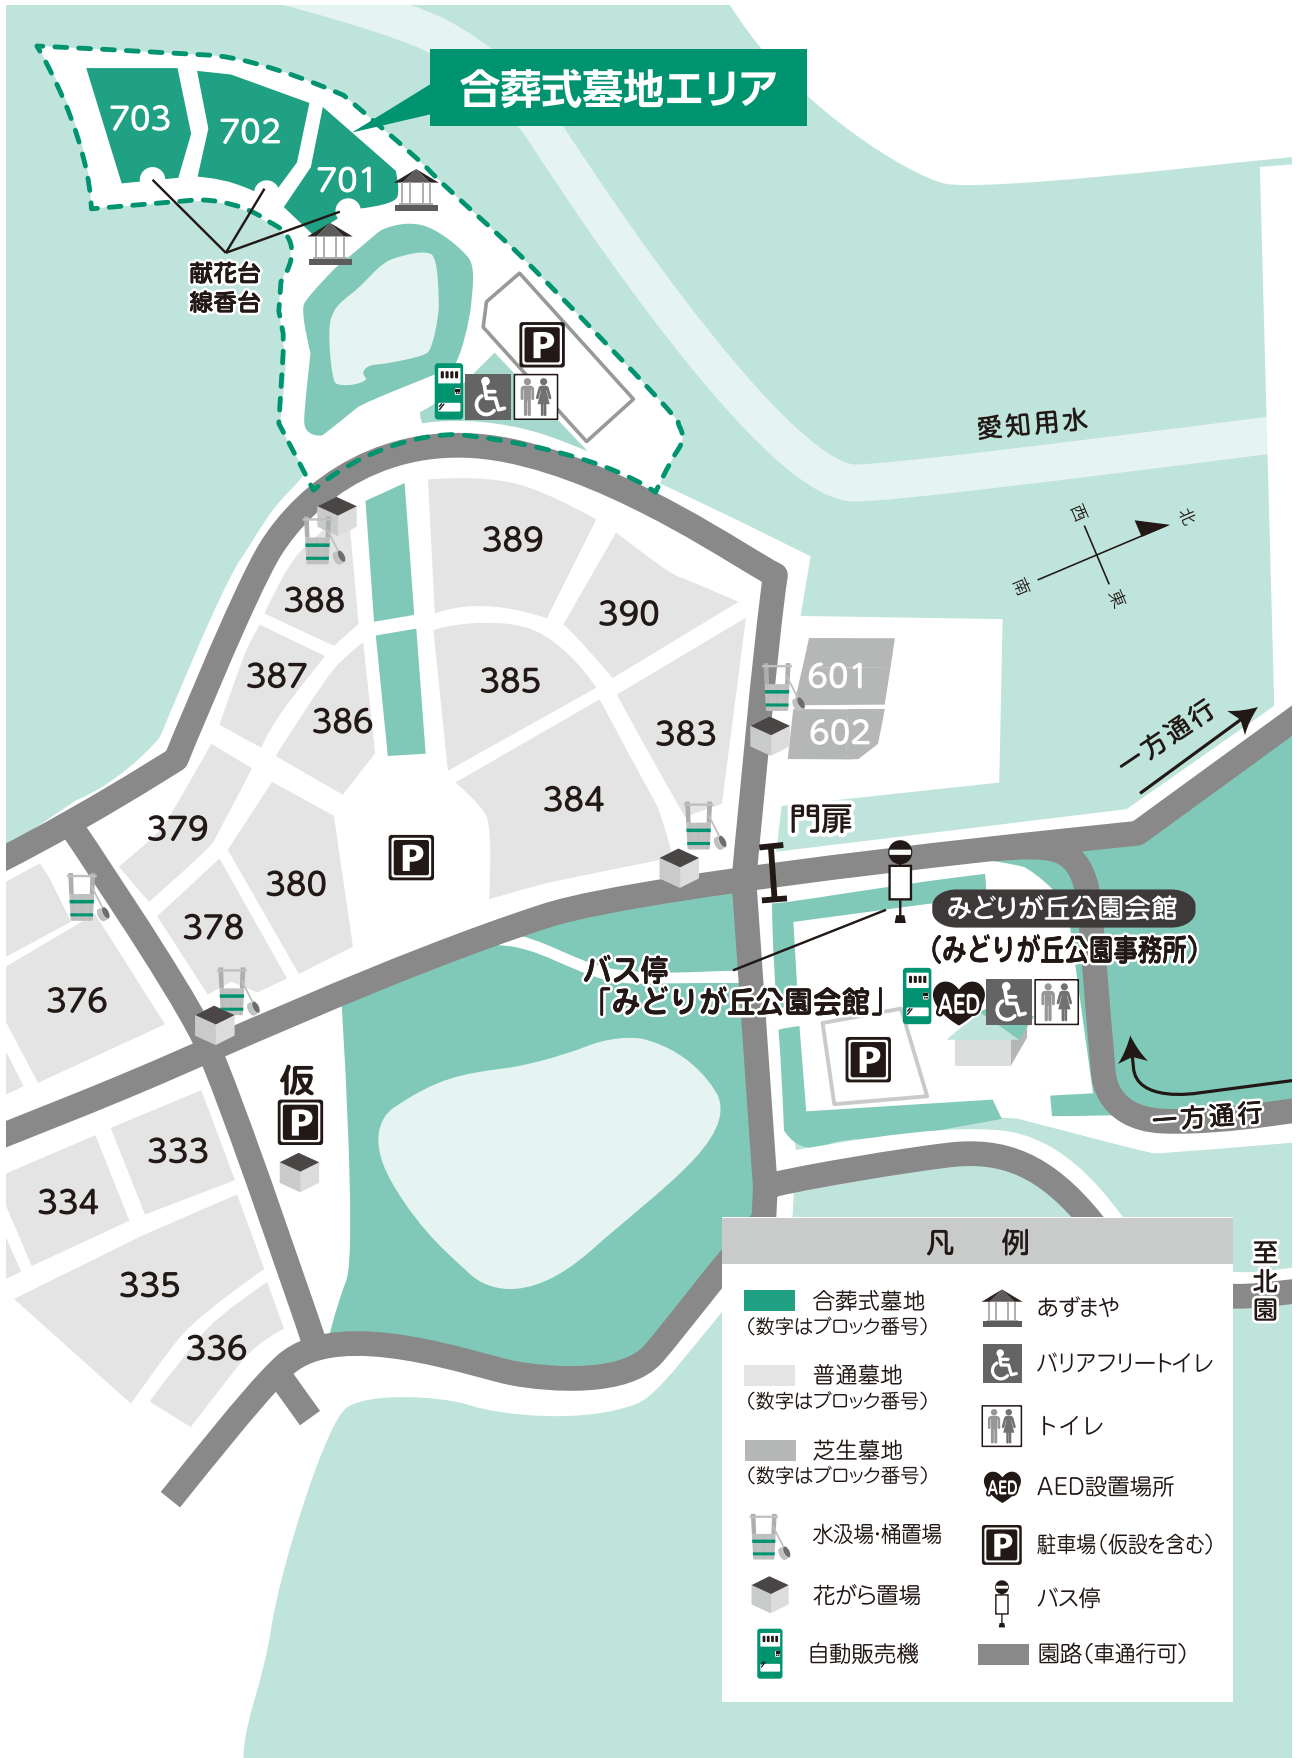 合葬式墓地エリア
703
702
701
献花台
線香台
P
愛知用水
西
北
南
東
389
388
390
387
385
386
383
384
601
602
379
380
378
376
P
門扉
一方通行
みどりが丘公園会館
(みどりが丘公園事務所)
バス停
「みどりが丘公園会館」
AED
P
一方通行
仮
P
333
334
335
336
至北園
凡 例
合葬式墓地
(数字はブロック番号)
普通墓地
(数字はブロック番号)
芝生墓地
(数字はブロック番号)
水汲場・桶置場
花がら置場
自動販売機
あずまや
バリアフリートイレ
トイレ
AED
AED設置場所
P
駐車場(仮設を含む)
バス停
園路(車通行可)